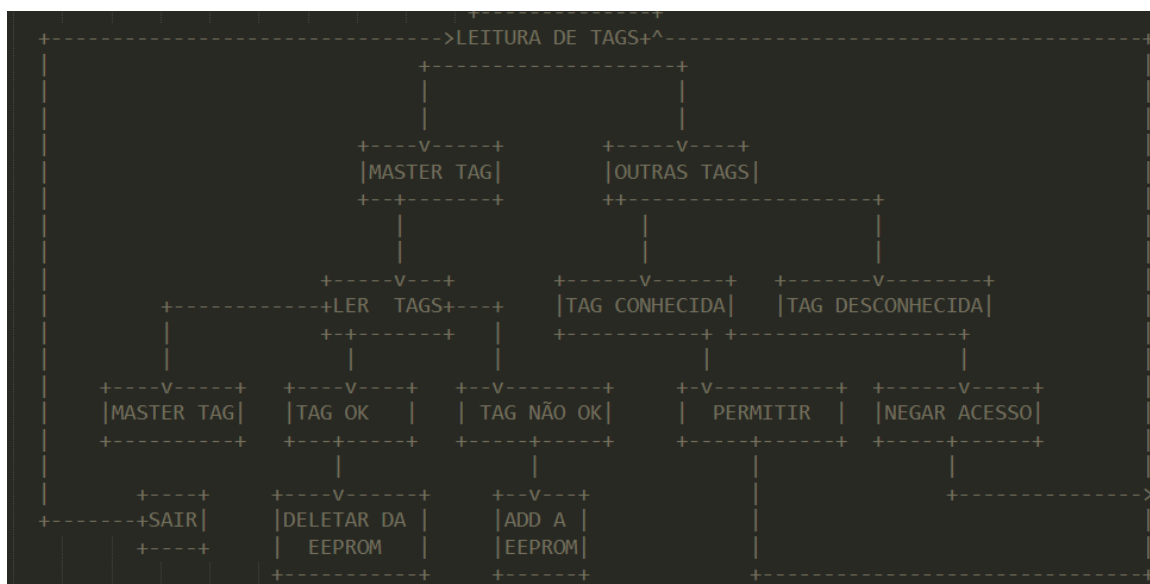 LEITURA DE TAGS
MASTER TAG
OUTRAS TAGS
LER TAGS
TAG CONHECIDA
TAG DESCONHECIDA
MASTER TAG
TAG OK
TAG NÃO OK
PERMITIR
NEGAR ACESSO
SAIR
DELETAR DA
EEPROM
ADD A
EEPROM